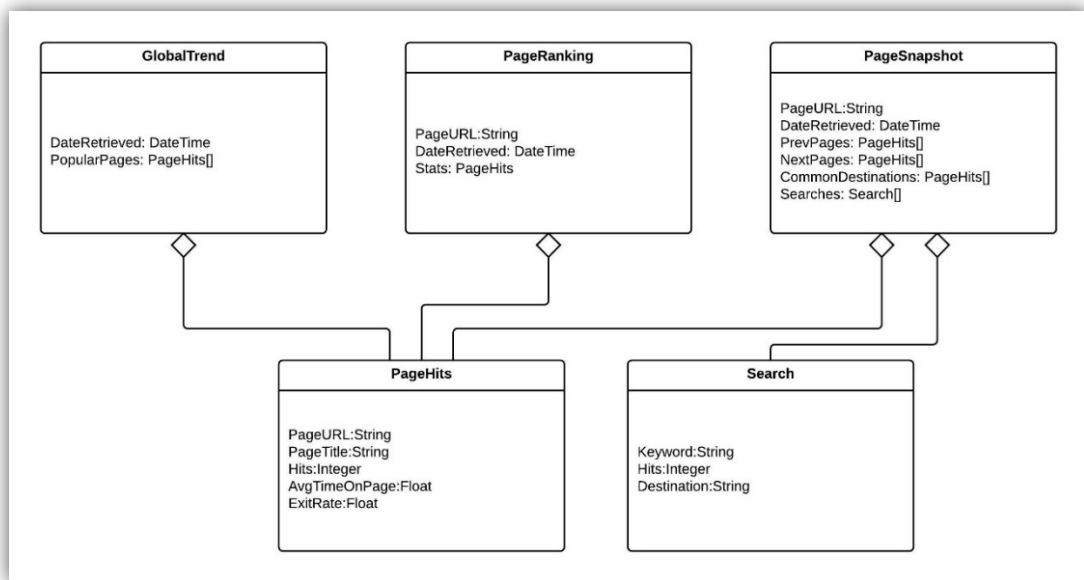 GlobalTrend
DateRetrieved: DateTime
PopularPages: PageHits[]
PageRanking
PageURL:String
DateRetrieved: DateTime
Stats: PageHits
PageSnapshot
PageURL:String
DateRetrieved: DateTime
PrevPages: PageHits[]
NextPages: PageHits[]
CommonDestinations: PageHits[]
Searches: Search[]
PageHits
PageURL:String
PageTitle:String
Hits:Integer
AvgTimeOnPage:Float
ExitRate:Float
Search
Keyword:String
Hits:Integer
Destination:String